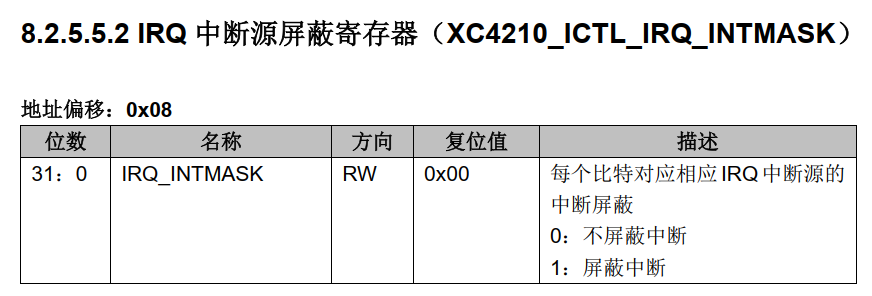 8.2.5.5.2 IRQ 中断源屏蔽寄存器（XC4210_ICTL_IRQ_INTMASK）
地址偏移：0x08
位数 名称 方向 复位值 描述
31：0 IRQ_INTMASK RW 0x00 每个比特对应相应 IRQ 中断源的
中断屏蔽
0：不屏蔽中断
1：屏蔽中断